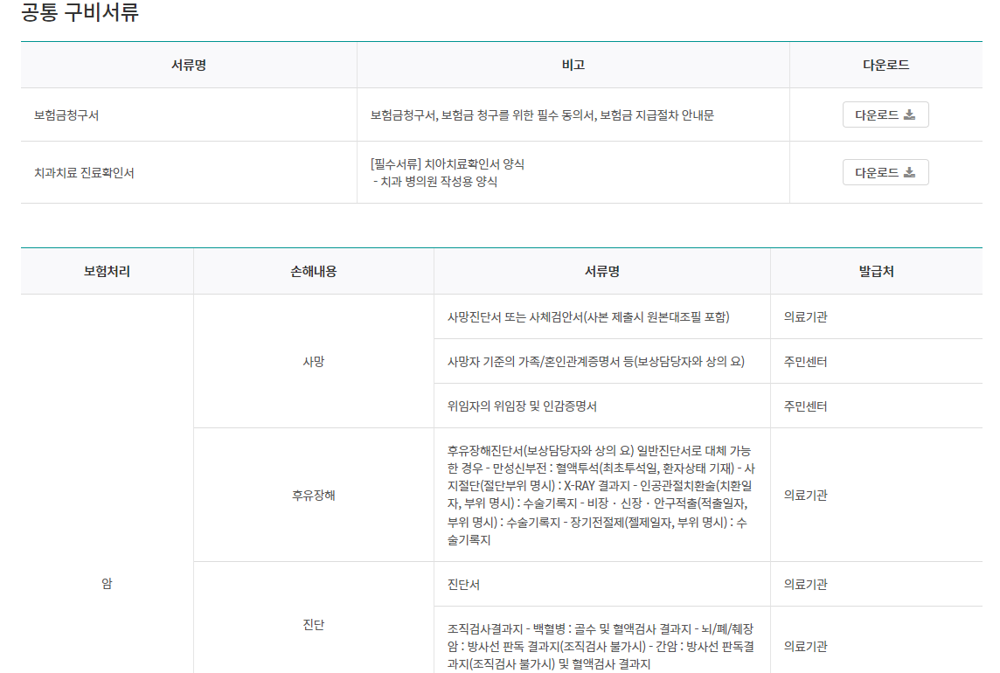 공통 구비서류
서류명
비고
다운로드
보험금청구서
보험금청구서, 보험금 청구를 위한 필수 동의서, 보험금 지급절차 안내문
다운로드
치과치료 진료확인서
[필수서류] 치아치료확인서 양식
- 치과 병의원 작성용 양식
다운로드
보험처리
손해내용
서류명
발급처
암
사망
사망진단서 또는 사체검안서(사본 제출시 원본대조필 포함)
의료기관
사망자 기준의 가족/혼인관계증명서 등(보상담당자와 상의 요)
주민센터
위임자의 위임장 및 인감증명서
주민센터
후유장해
후유장해진단서(보상담당자와 상의 요) 일반진단서로 대체 가능
한 경우 - 만성신부전 : 혈액투석(최초투석일, 환자상태 기재) - 사
지절단(절단부위 명시) : X-RAY 결과지 - 인공관절치환술(치환일
자, 부위 명시) : 수술기록지 - 비장 · 신장 · 안구적출(적출일자,
부위 명시) : 수술기록지 - 장기전절제(젤제일자, 부위 명시) : 수
술기록지
의료기관
진단
진단서
의료기관
조직검사결과지 - 백혈병 : 골수 및 혈액검사 결과지 - 뇌/폐/췌장
암 : 방사선 판독 결과지(조직검사 불가시) - 간암 : 방사선 판독결
과지(조직검사 불가시) 및 혈액검사 결과지
의료기관